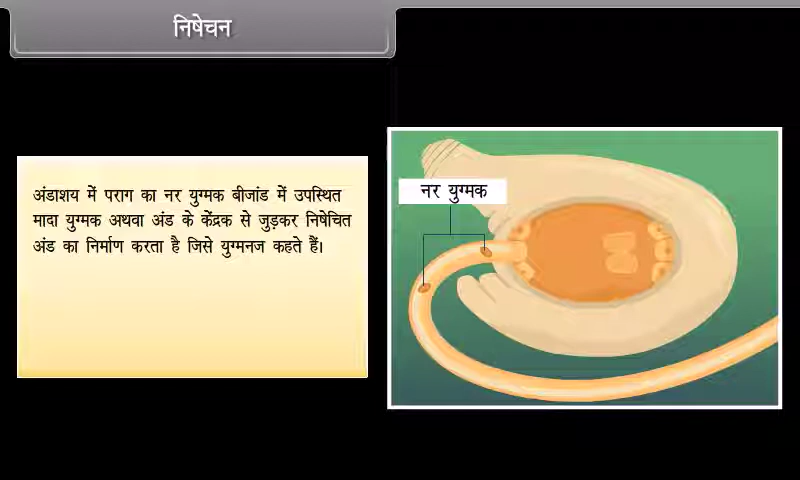 निषेचन
अंडाशय में पराग का नर युग्मक बीजांड में उपस्थित
मादा युग्मक अथवा अंड के केंद्रक से जुड़कर निषेचित
अंड का निर्माण करता है जिसे युग्मनज कहते हैं।
नर युग्मक